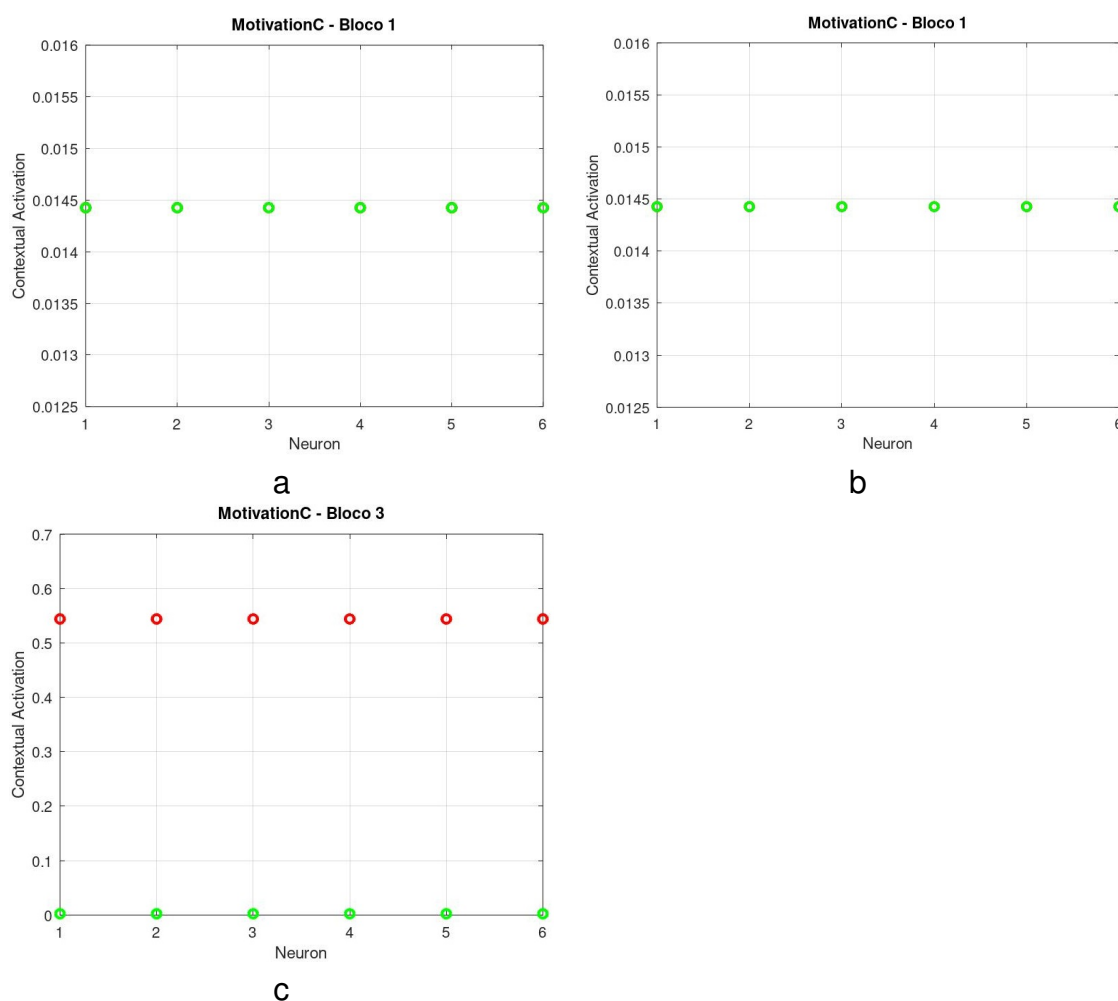 MotivationC - Bloco 1
0.016
0.0155
0.015
0.0145
0.014
0.0135
0.013
0.0125
Contextual Activation
1 2 3 4 5 6
Neuron
a
MotivationC - Bloco 1
0.016
0.0155
0.015
0.0145
0.014
0.0135
0.013
0.0125
Contextual Activation
1 2 3 4 5 6
Neuron
b
MotivationC - Bloco 3
0.7
0.6
0.5
0.4
0.3
0.2
0.1
0
Contextual Activation
1 2 3 4 5 6
Neuron
c